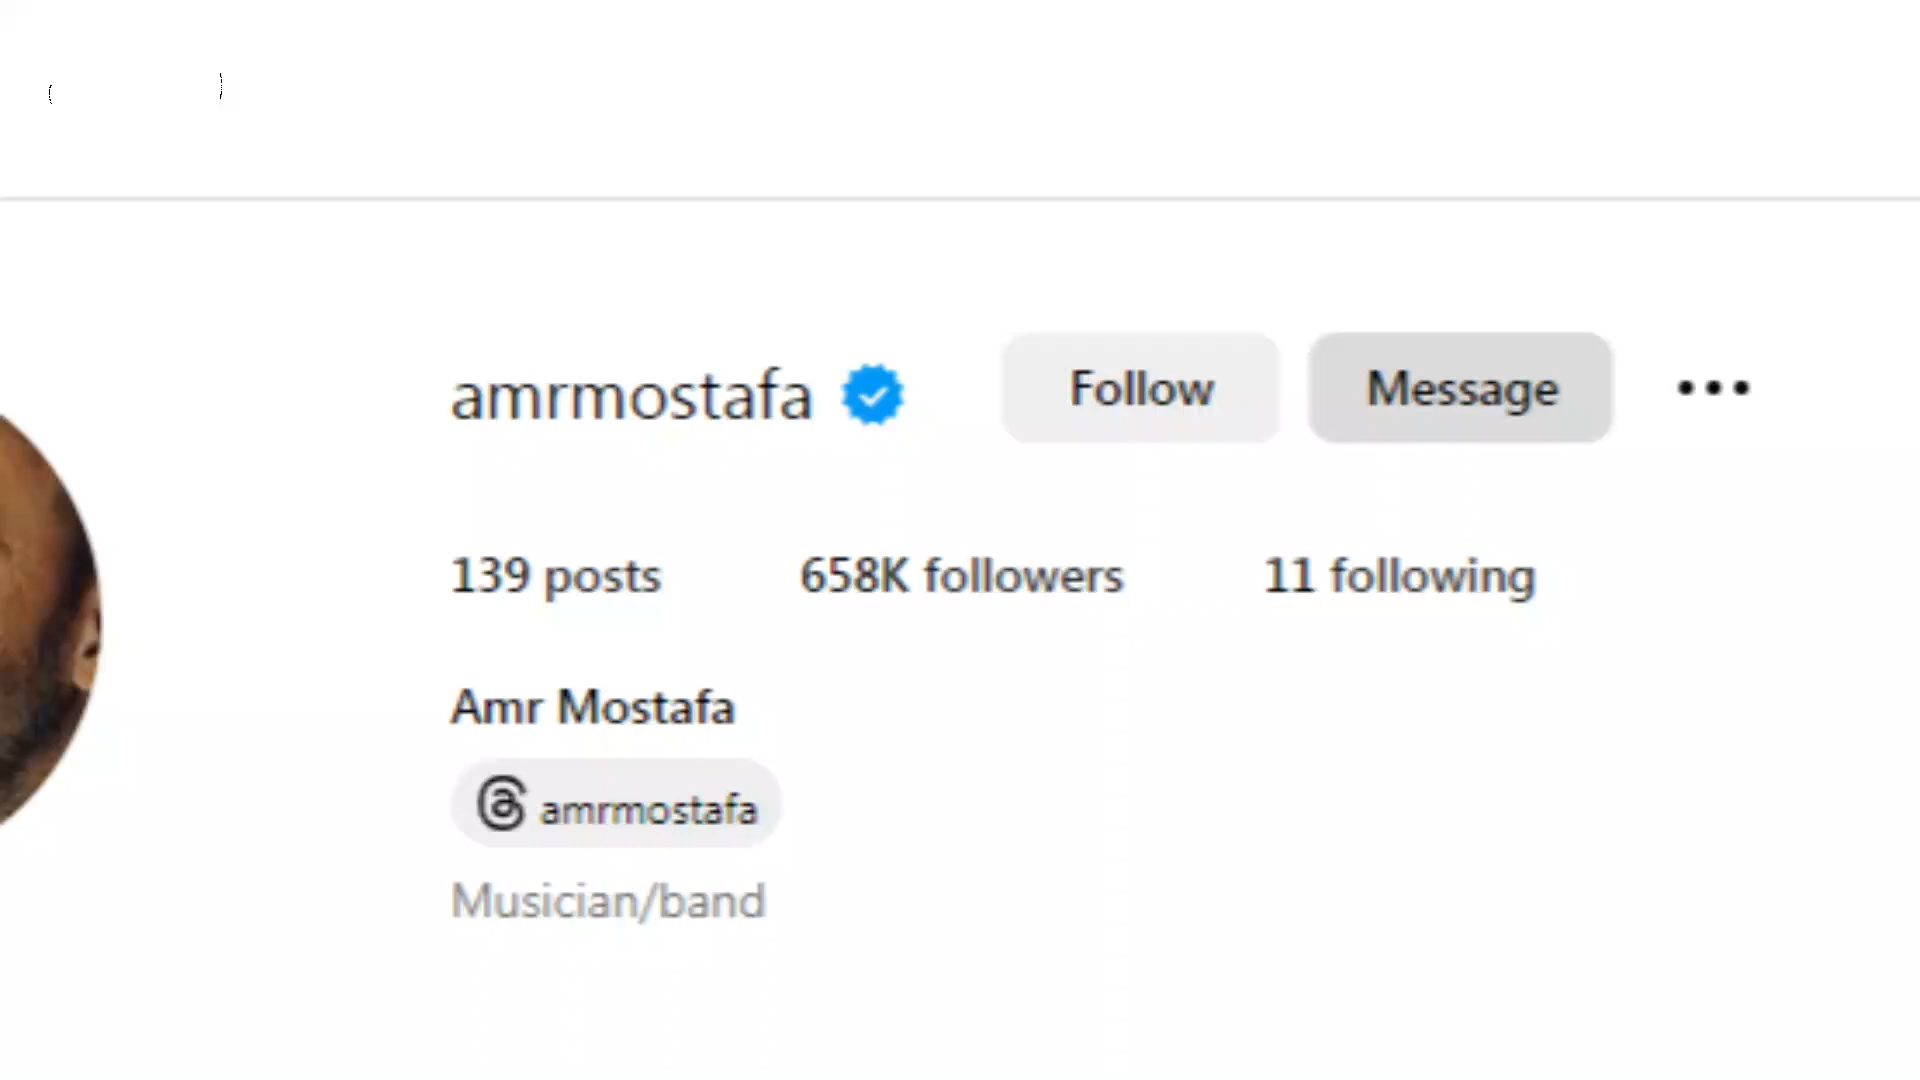 amrmostafa Follow Message
139 posts 658K followers 11 following
Amr Mostafa
amrmostafa
Musician/band